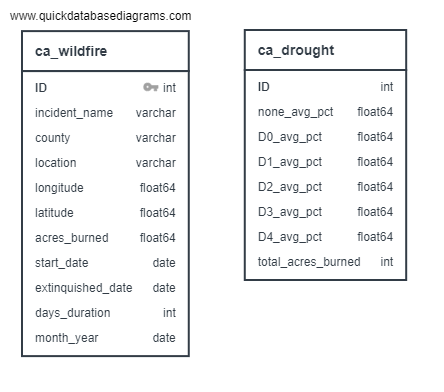 www.quickdatabasediagrams.com
ca_wildfire
ID int
incident_name varchar
county varchar
location varchar
longitude float64
latitude float64
acres_burned float64
start_date date
extinquished_date date
days_duration int
month_year date
ca_drought
ID int
none_avg_pct float64
D0_avg_pct float64
D1_avg_pct float64
D2_avg_pct float64
D3_avg_pct float64
D4_avg_pct float64
total_acres_burned int